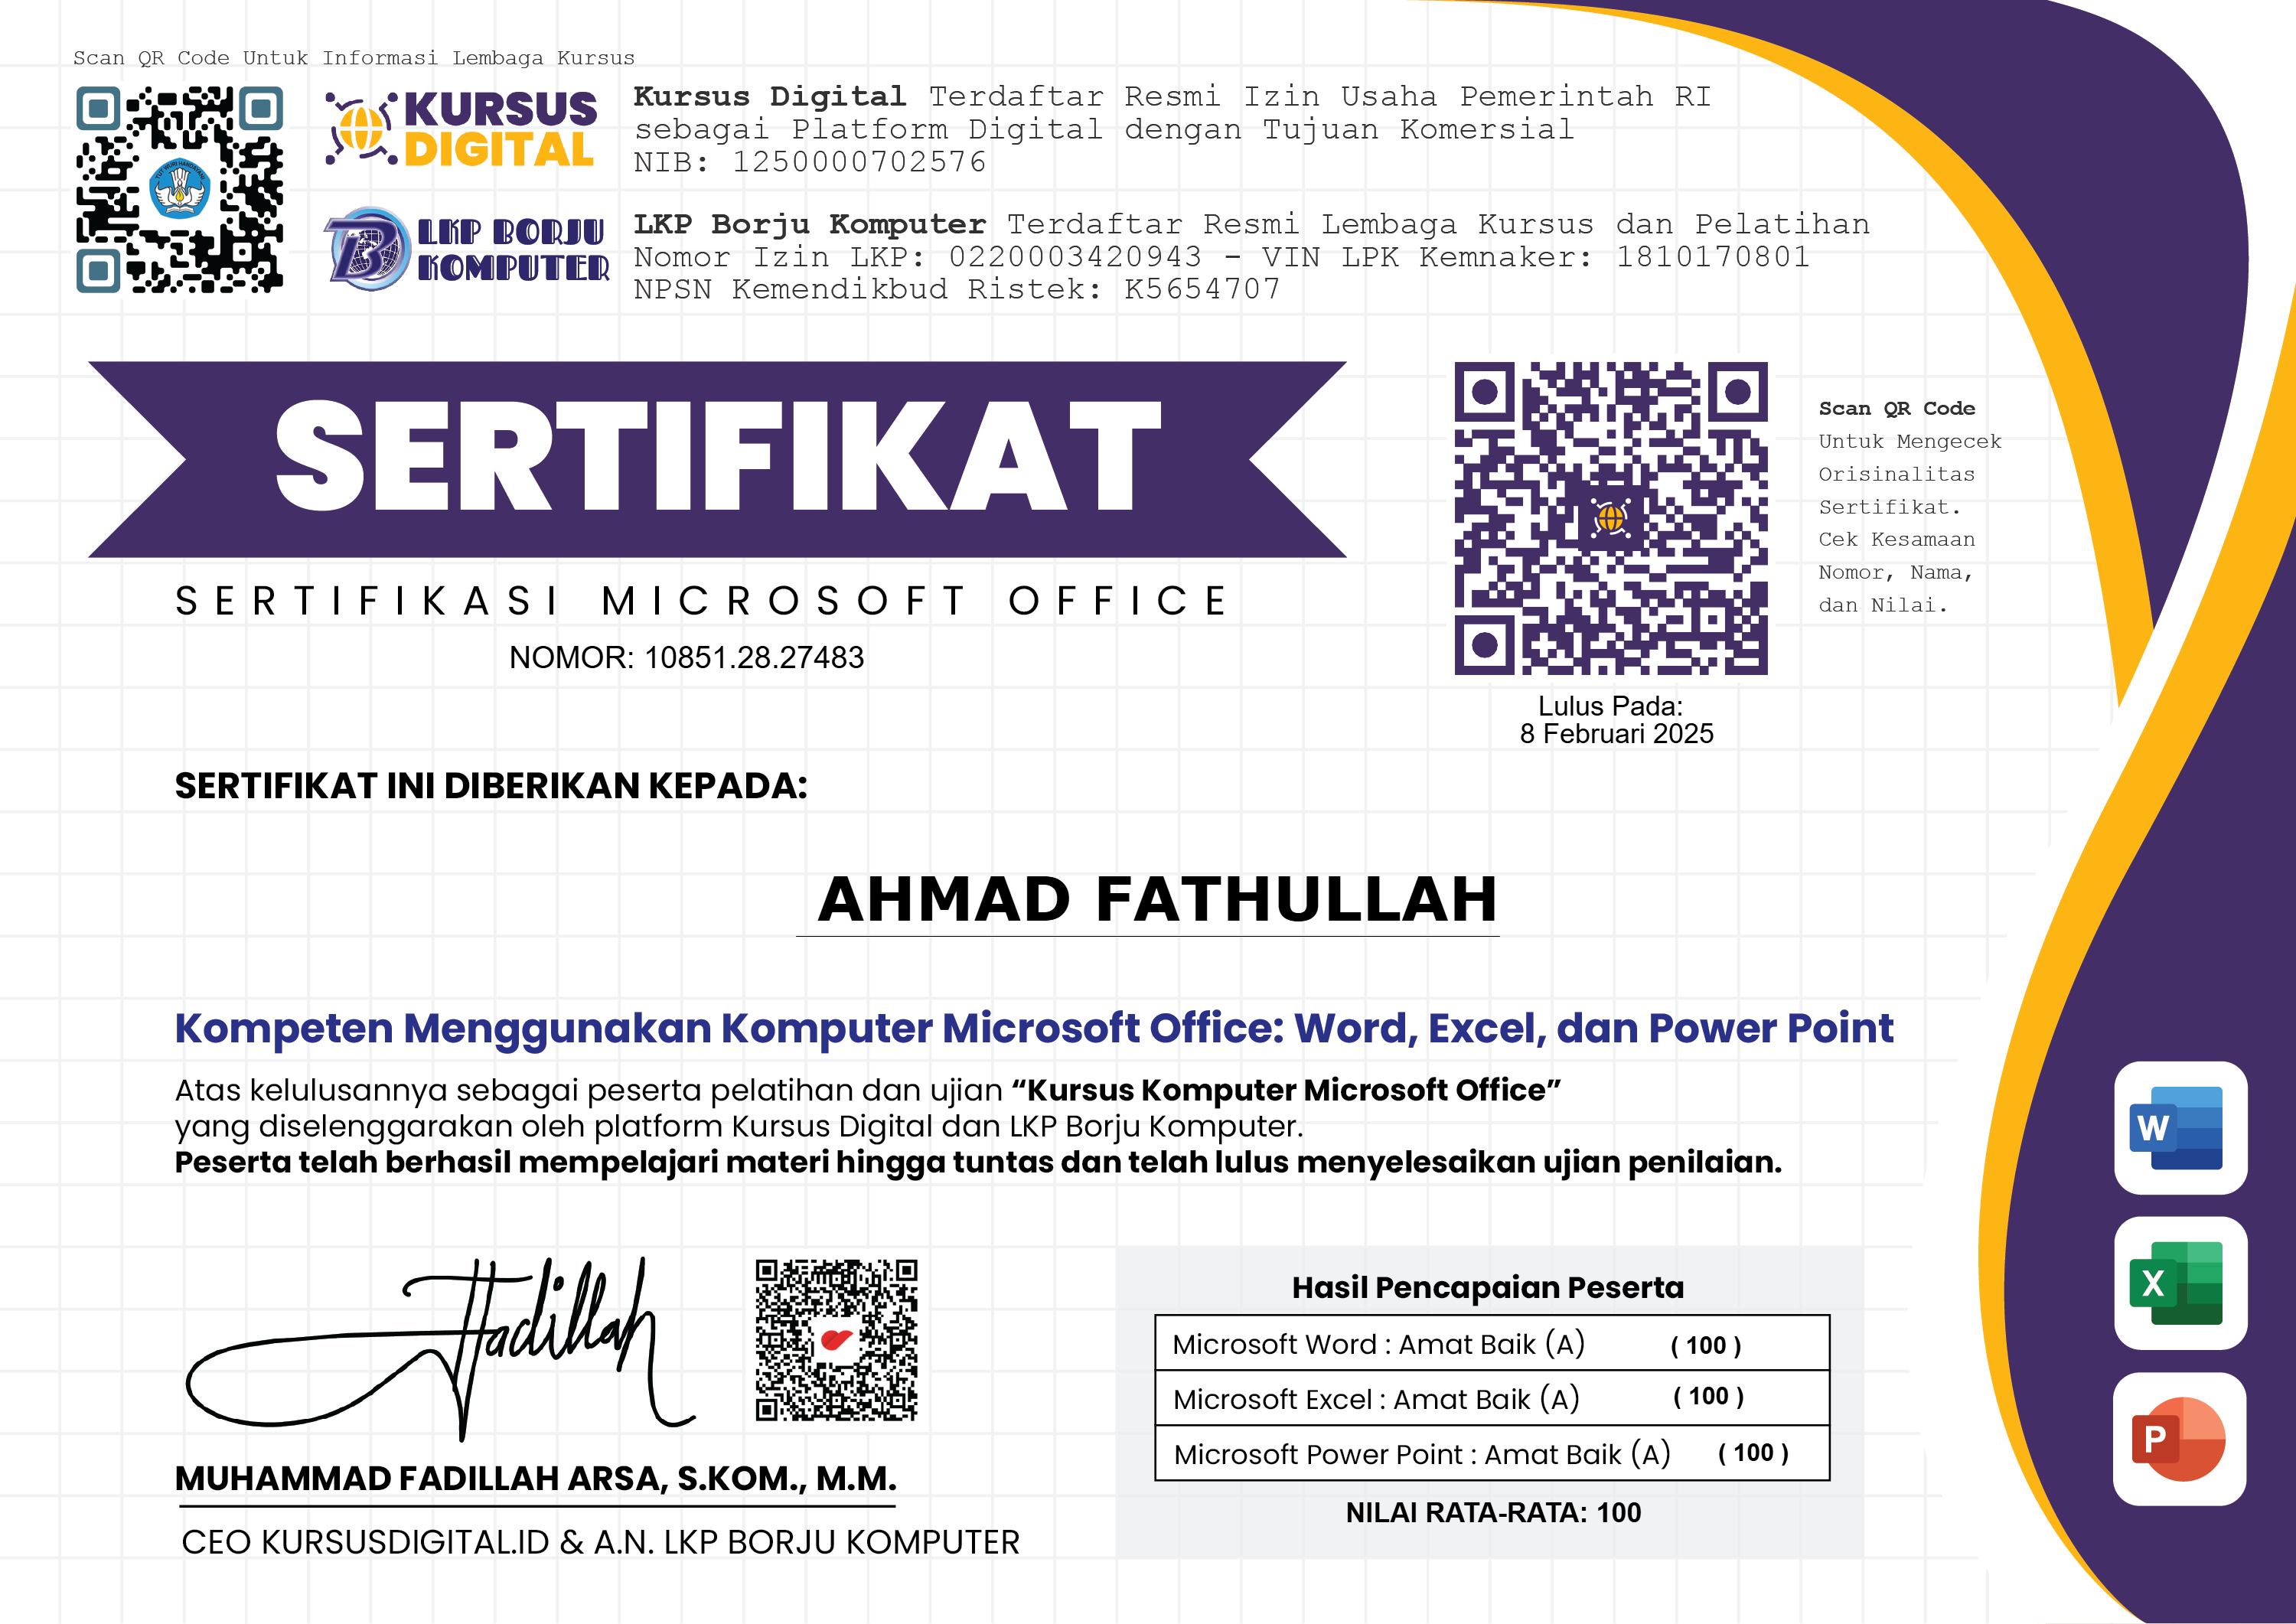 Scan QR Code Untuk Informasi Lembaga Kursus
KURSUS
DIGITAL
Kursus Digital Terdaftar Resmi Izin Usaha Pemerintah RI
sebagai Platform Digital dengan Tujuan Komersial
NIB: 1250000702576
LKP BORJU
KOMPUTER
LKP Borju Komputer Terdaftar Resmi Lembaga Kursus dan Pelatihan
Nomor Izin LKP: 0220003420943 - VIN LPK Kemnaker: 1810170801
NPSN Kemendikbud Ristek: K5654707
SERTIFIKAT
SERTIFIKASI MICROSOFT OFFICE
NOMOR: 10851.28.27483
Scan QR Code
Untuk Mengecek
Orisinalitas
Sertifikat.
Cek Kesamaan
Nomor, Nama,
dan Nilai.
Lulus Pada:
8 Februari 2025
SERTIFIKAT INI DIBERIKAN KEPADA:
AHMAD FATHULLAH
Kompeten Menggunakan Komputer Microsoft Office: Word, Excel, dan Power Point
Atas kelulusannya sebagai peserta pelatihan dan ujian “Kursus Komputer Microsoft Office”
yang diselenggarakan oleh platform Kursus Digital dan LKP Borju Komputer.
Peserta telah berhasil mempelajari materi hingga tuntas dan telah lulus menyelesaikan ujian penilaian.
Fadillah
MUHAMMAD FADILLAH ARSA, S.KOM., M.M.
CEO KURSUSDIGITAL.ID & A.N. LKP BORJU KOMPUTER
Hasil Pencapaian Peserta
Microsoft Word : Amat Baik (A) ( 100 )
Microsoft Excel : Amat Baik (A) ( 100 )
Microsoft Power Point : Amat Baik (A) ( 100 )
NILAI RATA-RATA: 100
W
X
P